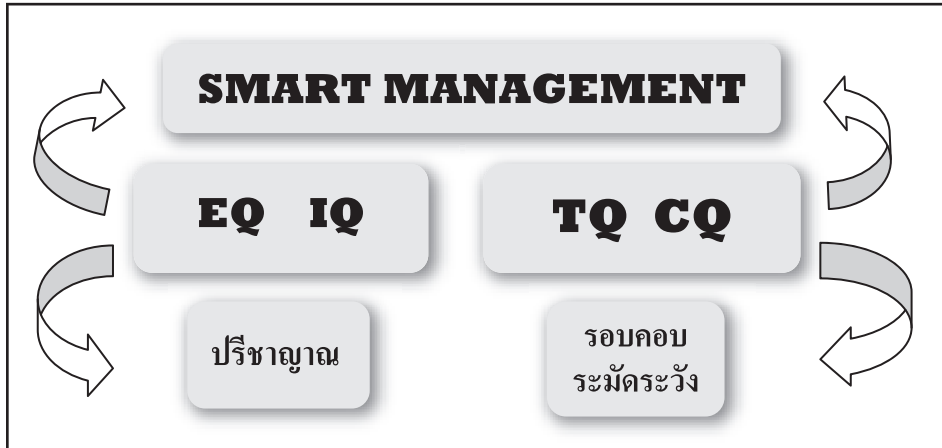 SMART MANAGEMENT
EQ IQ
TQ CQ
ปรีชาญาณ
รอบคอบ
ระมัดระวัง